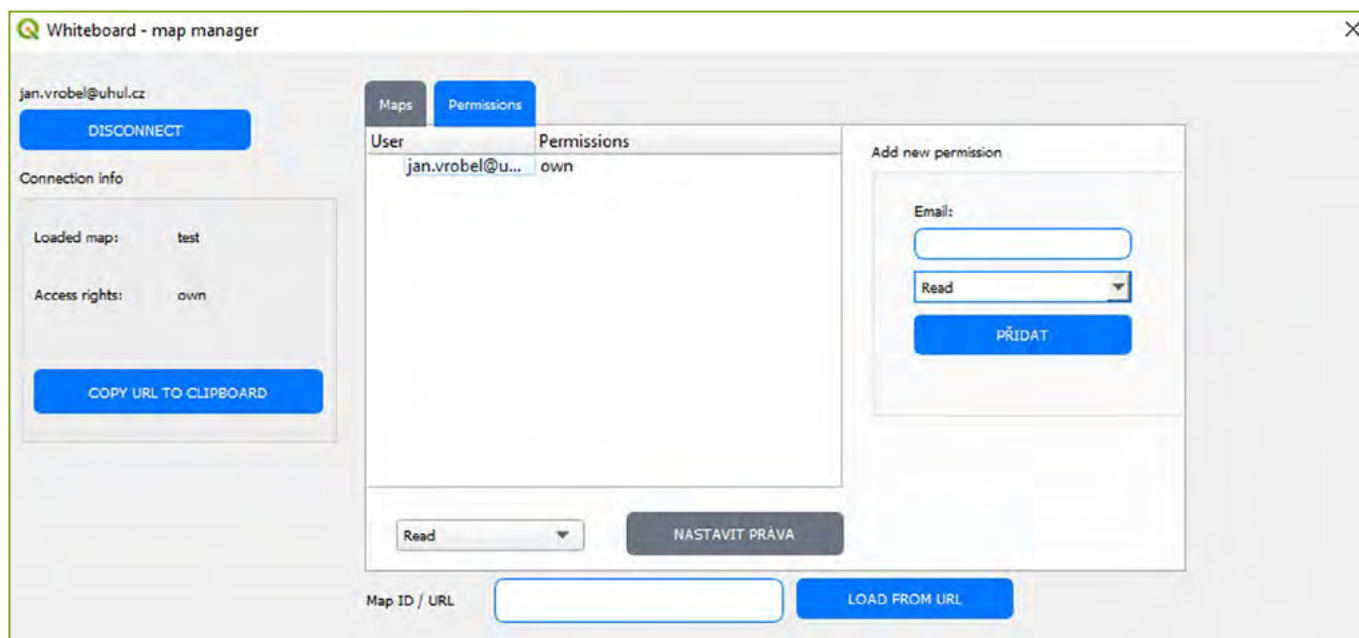 Whiteboard - map manager
jan.vrobel@uhul.cz
DISCONNECT
Connection info
Loaded map: test
Access rights: own
COPY URL TO CLIPBOARD
Maps Permissions
User Permissions
jan.vrobel@u... own
Read NASTAVIT PRÁVA
Add new permission
Email:
Read
PŘIDAT
Map ID / URL LOAD FROM URL